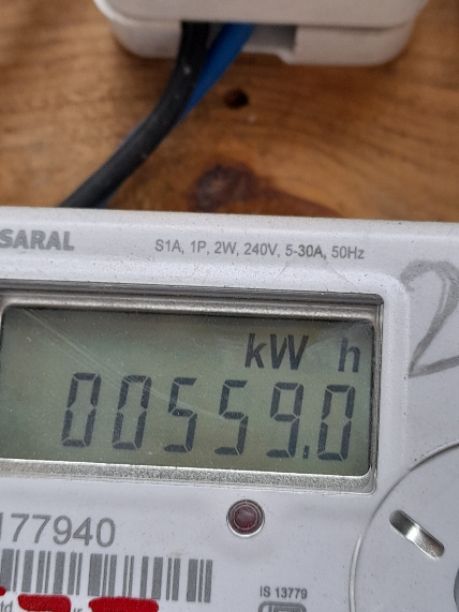 SARAL S1A, 1P, 2W, 240V, 5-30A, 50Hz
2
kW h
00559.0
177940
IS 13779